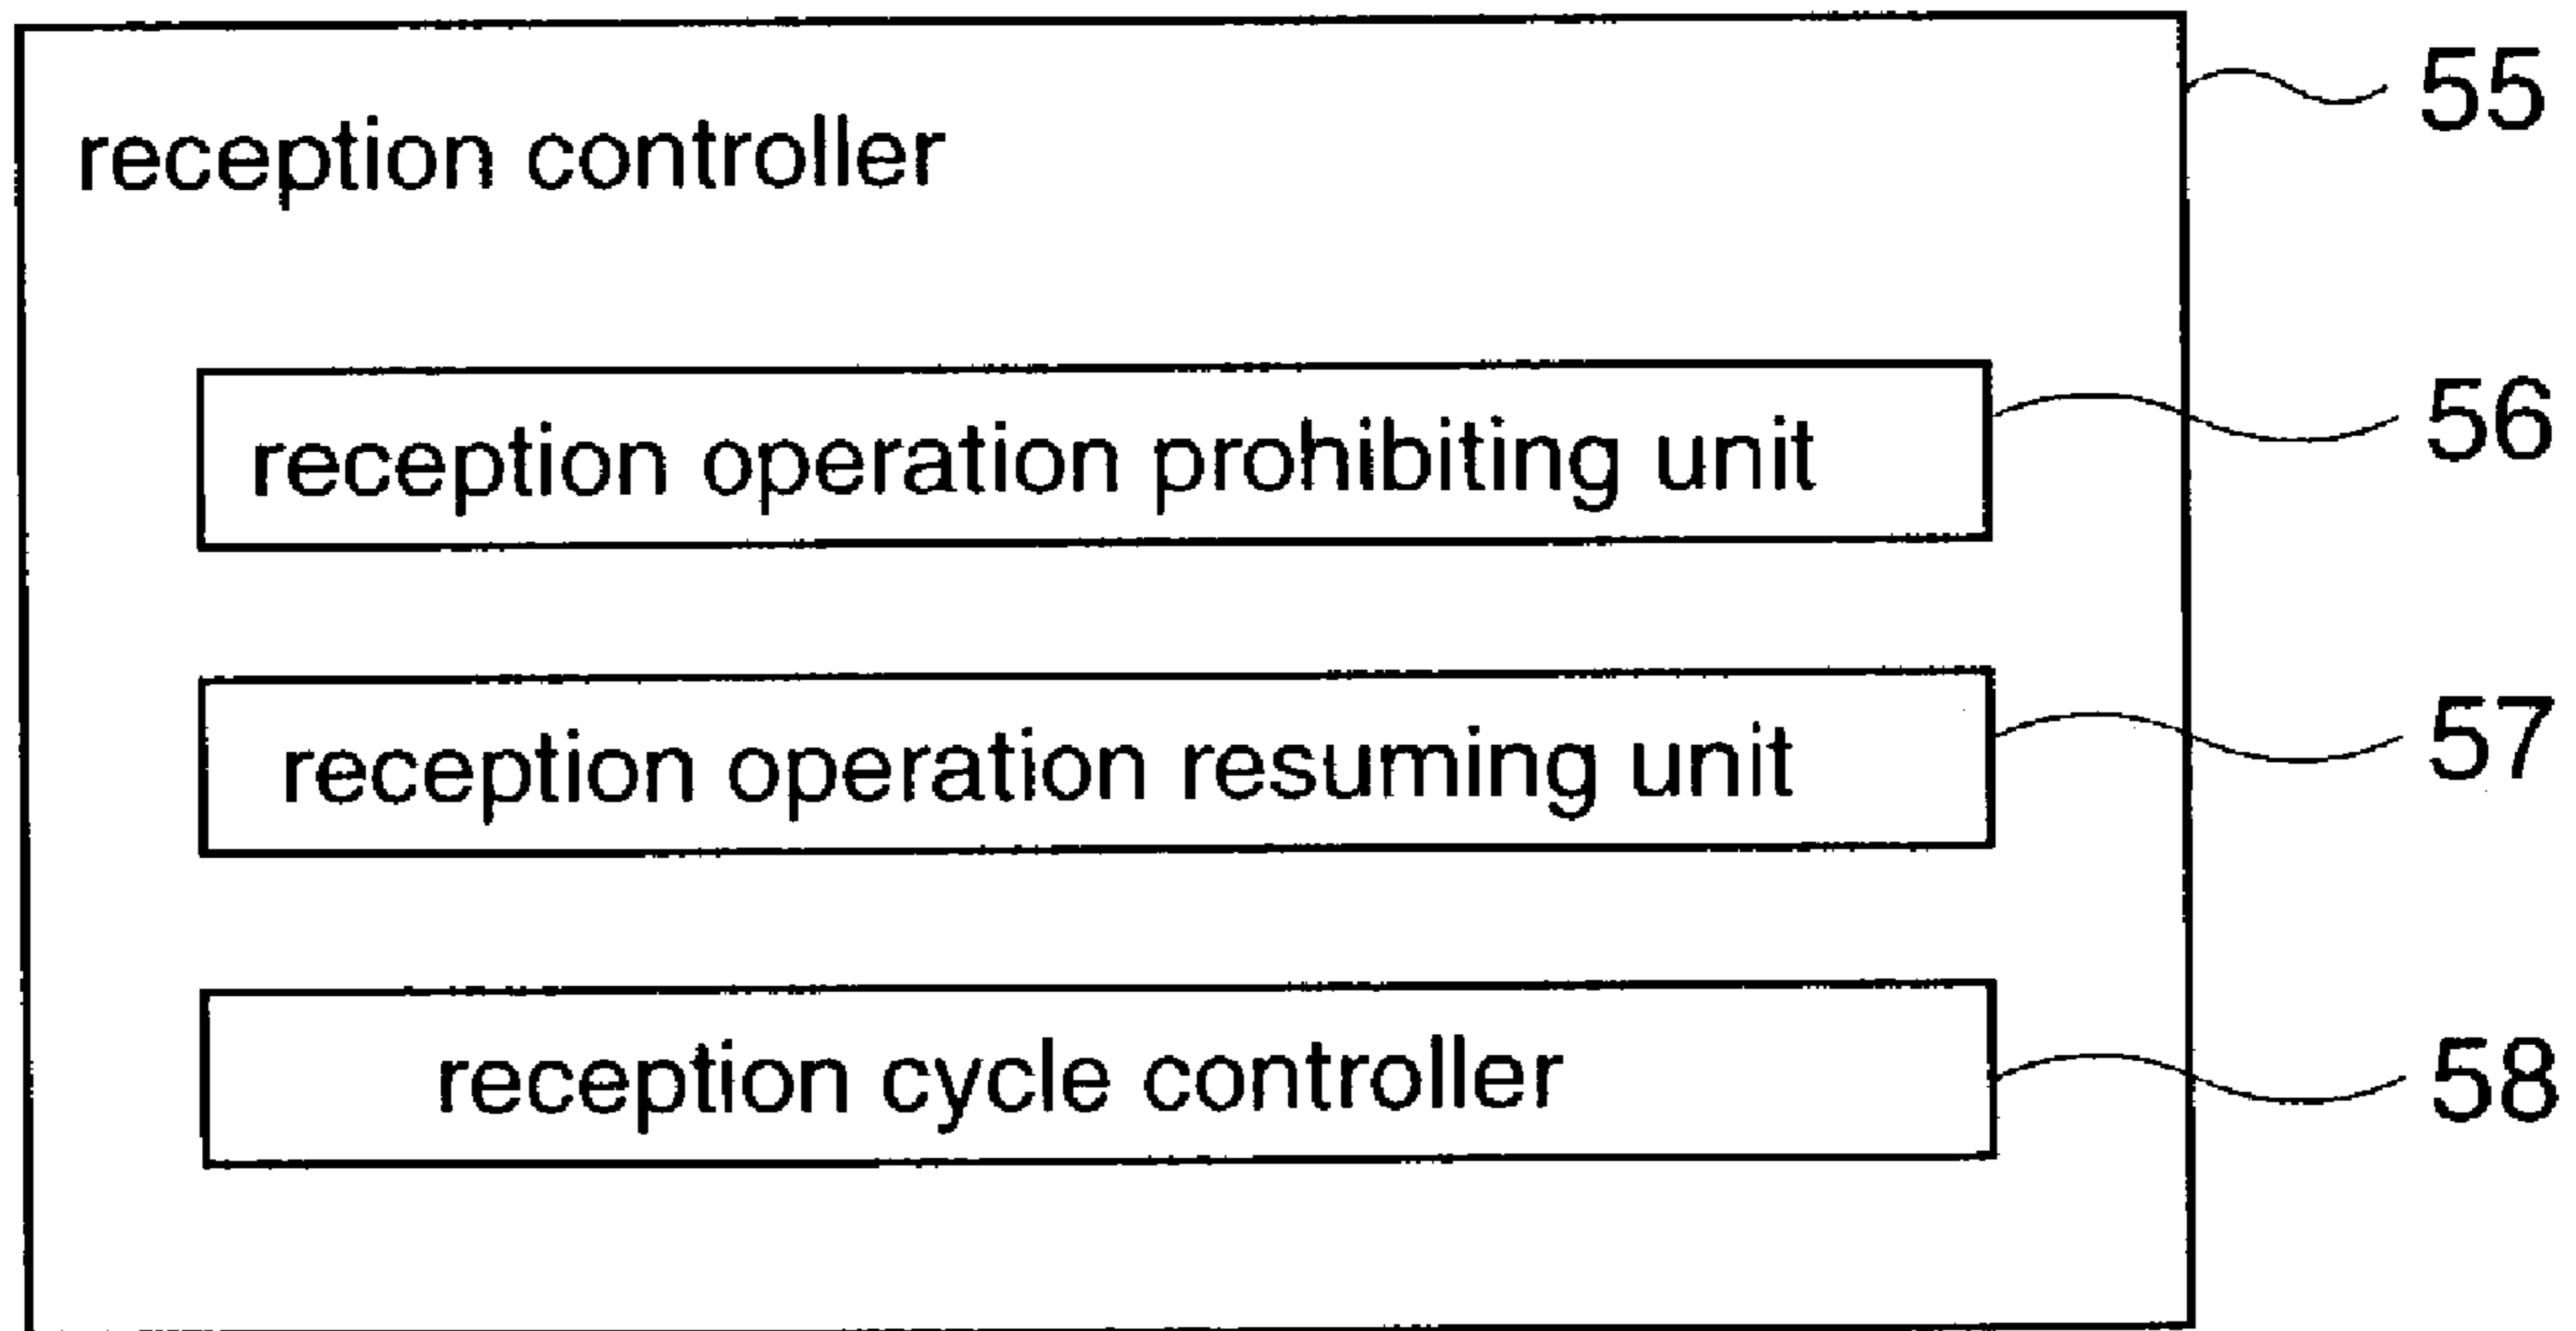 reception controller 55
reception operation prohibiting unit 56
reception operation resuming unit 57
reception cycle controller 58